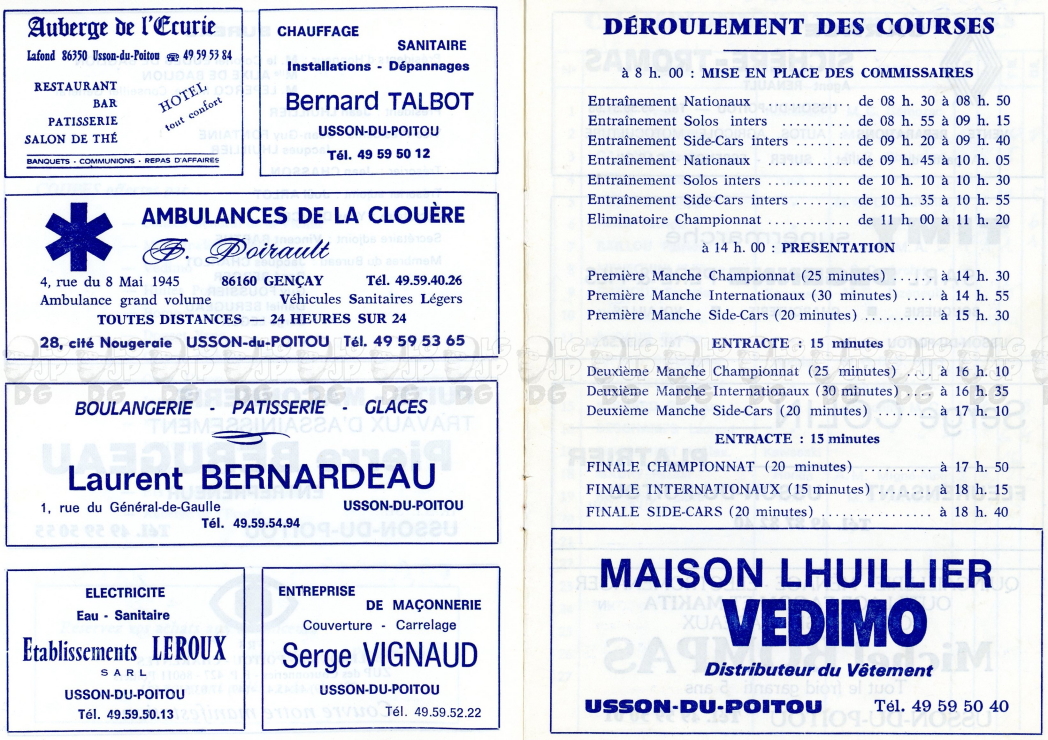 Auberge de l'Ecurie
Lafond 86350 Usson-du-Poitou ☎ 49 59 53 84
RESTAURANT
BAR
PATISSERIE
SALON DE THÉ
HOTEL
tout confort
BANQUETS - COMMUNIONS - REPAS D'AFFAIRES
CHAUFFAGE
SANITAIRE
Installations - Dépannages
Bernard TALBOT
USSON-DU-POITOU
Tél. 49 59 50 12
AMBULANCES DE LA CLOUÈRE
F. Poirault
4, rue du 8 Mai 1945 86160 GENÇAY Tél. 49.59.40.26
Ambulance grand volume Véhicules Sanitaires Légers
TOUTES DISTANCES — 24 HEURES SUR 24
28, cité Nougeraie USSON-du-POITOU Tél. 49 59 53 65
BOULANGERIE - PATISSERIE - GLACES
Laurent BERNARDEAU
1, rue du Général-de-Gaulle USSON-DU-POITOU
Tél. 49.59.54.94
ELECTRICITE
Eau - Sanitaire
Etablissements LEROUX
SARL
USSON-DU-POITOU
Tél. 49.59.50.13
ENTREPRISE
DE MAÇONNERIE
Couverture - Carrelage
Serge VIGNAUD
USSON-DU-POITOU
Tél. 49.59.52.22
DÉROULEMENT DES COURSES
à 8 h. 00 : MISE EN PLACE DES COMMISSAIRES
Entraînement Nationaux ............ de 08 h. 30 à 08 h. 50
Entraînement Solos inters ............ de 08 h. 55 à 09 h. 15
Entraînement Side-Cars inters ........ de 09 h. 20 à 09 h. 40
Entraînement Nationaux ............ de 09 h. 45 à 10 h. 05
Entraînement Solos inters ............ de 10 h. 10 à 10 h. 30
Entraînement Side-Cars inters ........ de 10 h. 35 à 10 h. 55
Eliminatoire Championnat ............ de 11 h. 00 à 11 h. 20
à 14 h. 00 : PRESENTATION
Première Manche Championnat (25 minutes) ..... à 14 h. 30
Première Manche Internationaux (30 minutes) ... à 14 h. 55
Première Manche Side-Cars (20 minutes) ......... à 15 h. 30
ENTRACTE : 15 minutes
Deuxième Manche Championnat (25 minutes) .... à 16 h. 10
Deuxième Manche Internationaux (30 minutes) ... à 16 h. 35
Deuxième Manche Side-Cars (20 minutes) ........ à 17 h. 10
ENTRACTE : 15 minutes
FINALE CHAMPIONNAT (20 minutes) .......... à 17 h. 50
FINALE INTERNATIONAUX (15 minutes) ....... à 18 h. 15
FINALE SIDE-CARS (20 minutes) .............. à 18 h. 40
MAISON LHUILLIER
VEDIMO
Distributeur du Vêtement
USSON-DU-POITOU Tél. 49 59 50 40